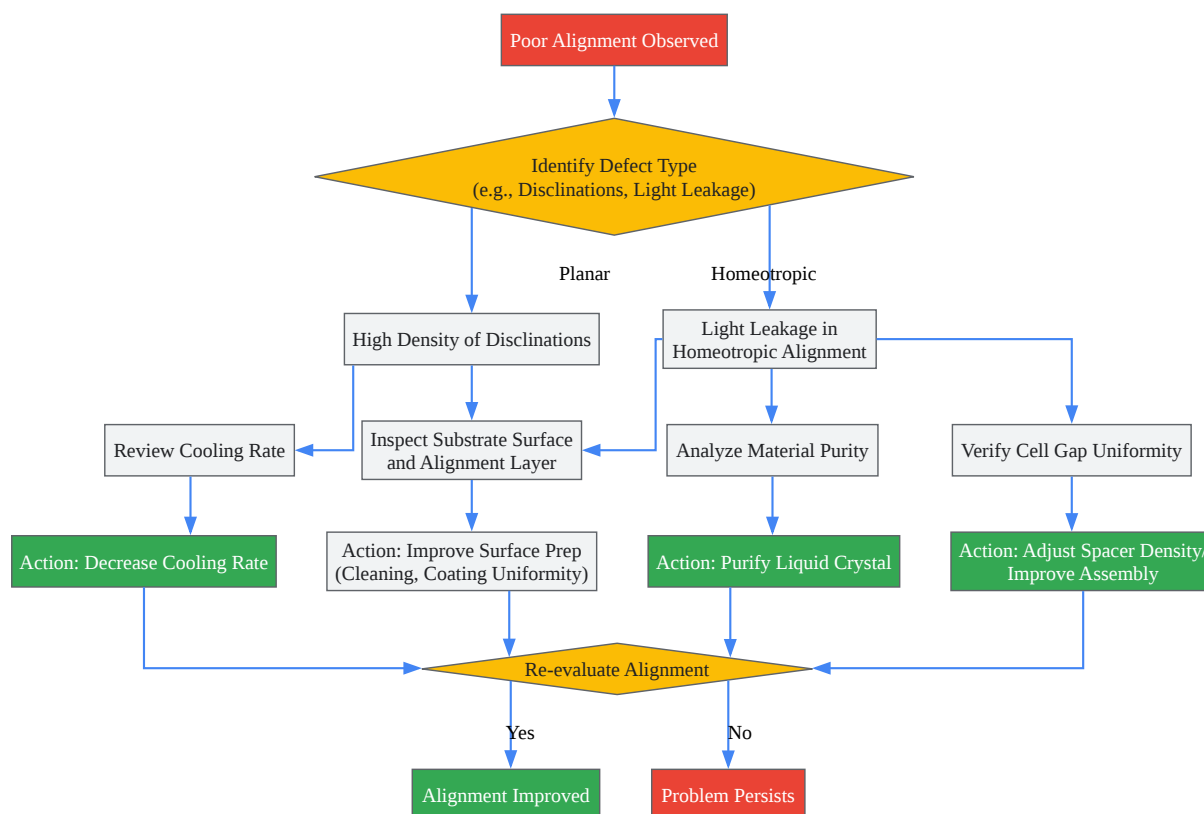 Poor Alignment Observed
Identify Defect Type
(e.g., Disclinations, Light Leakage)
Planar
Homeotropic
High Density of Disclinations
Light Leakage in
Homeotropic Alignment
Review Cooling Rate
Inspect Substrate Surface
and Alignment Layer
Analyze Material Purity
Verify Cell Gap Uniformity
Action: Decrease Cooling Rate
Action: Improve Surface Prep
(Cleaning, Coating Uniformity)
Action: Purify Liquid Crystal
Action: Adjust Spacer Density/
Improve Assembly
Re-evaluate Alignment
Yes
No
Alignment Improved
Problem Persists